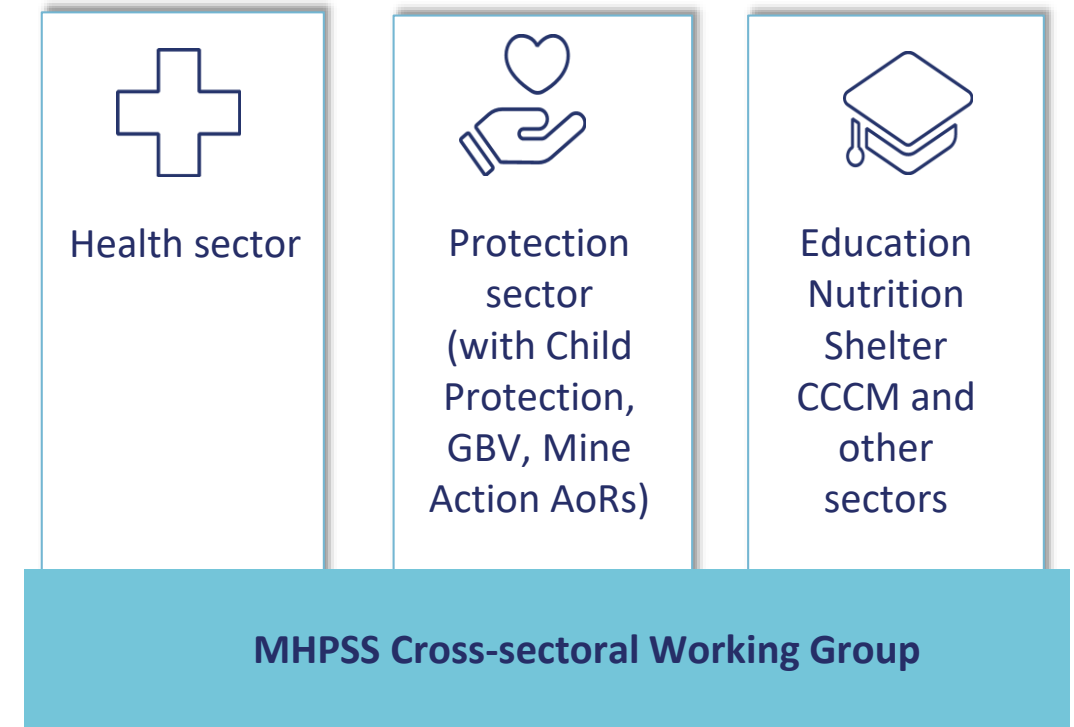 Health sector
Protection
sector
(with Child
Protection,
GBV, Mine
Action AoRs)
Education
Nutrition
Shelter
CCCM and
other
sectors
MHPSS Cross-sectoral Working Group